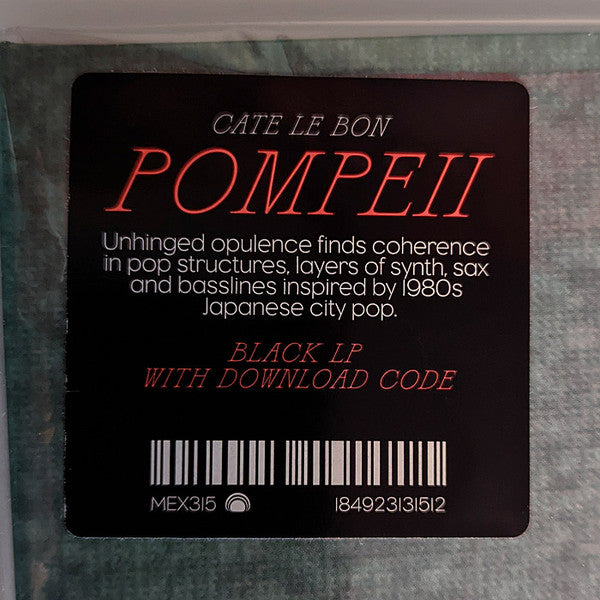 CATE LE BON
POMPEII
Unhinged opulence finds coherence
in pop structures, layers of synth, sax
and basslines inspired by 1980s
Japanese city pop.
BLACK LP
WITH DOWNLOAD CODE
MEX315 184923131512